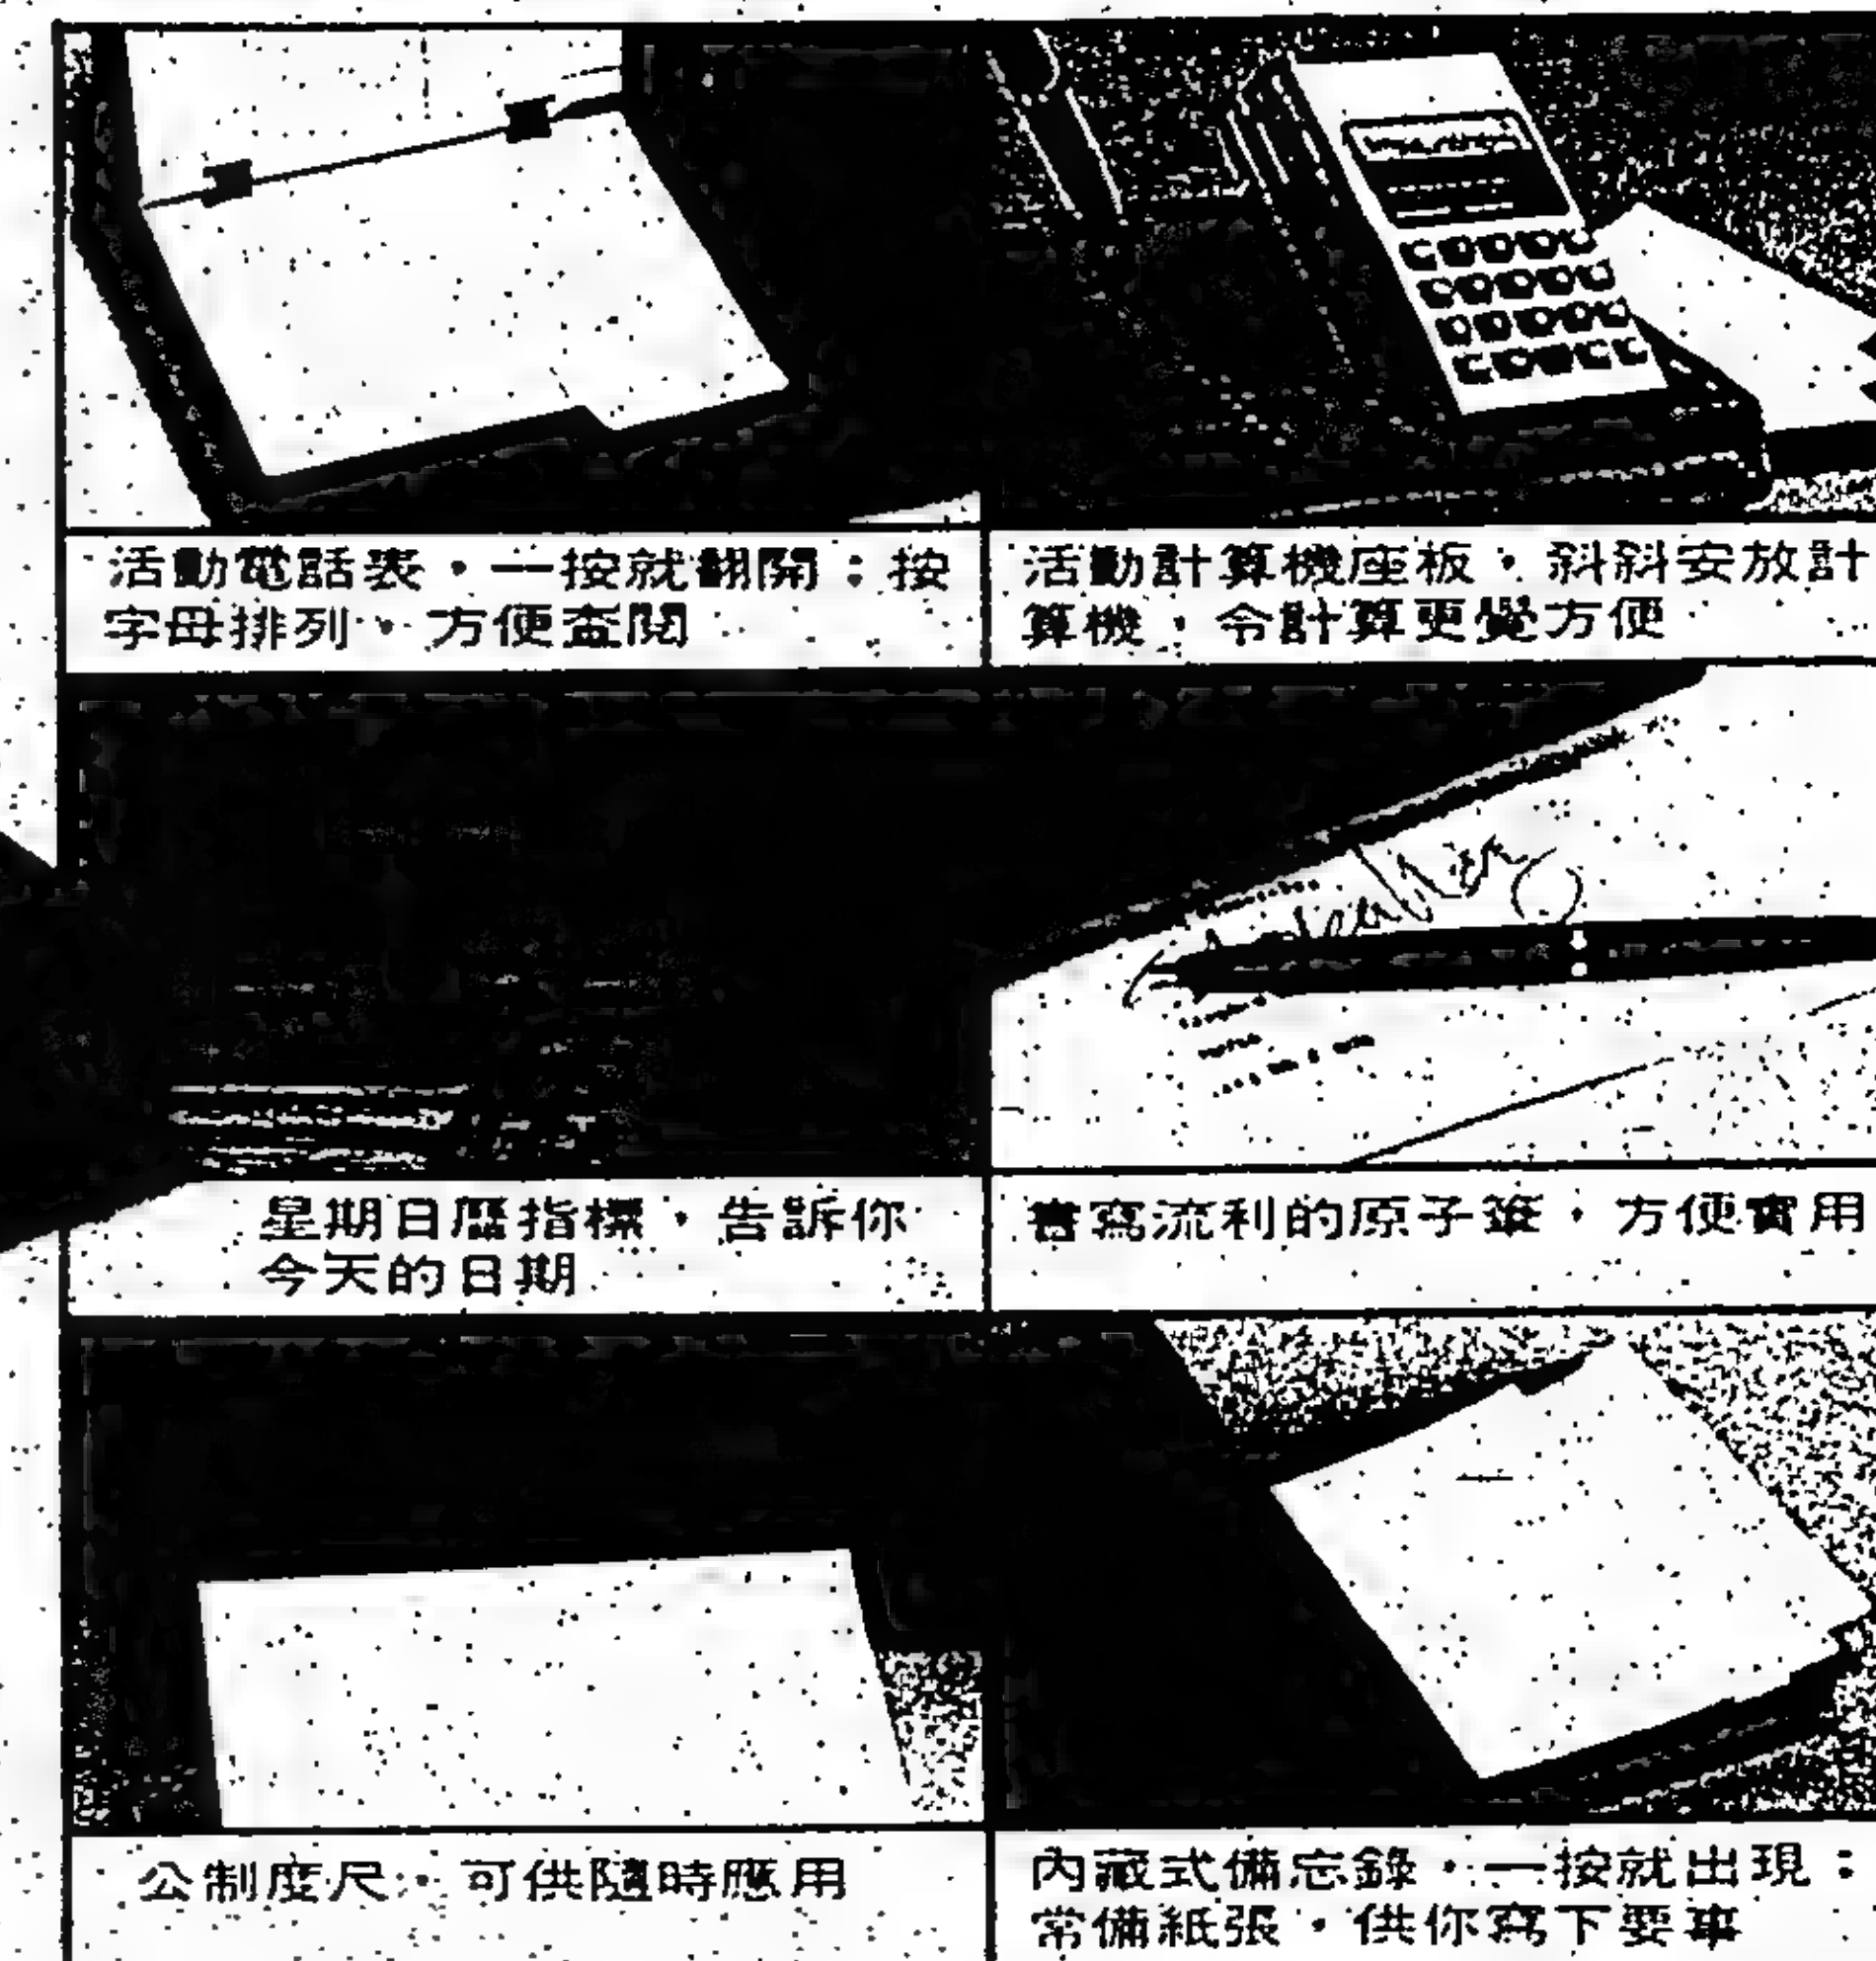 活動電話表，一按就翻開：按
字母排列，方便查閱
活動計算機座板，斜斜安放計
算機，令計算更覺方便
星期日曆指標，告訴你
今天的日期
書寫流利的原子筆，方便實用
公制度尺，可供隨時應用
內藏式備忘錄，一按就出現：
常備紙張，供你寫下要事